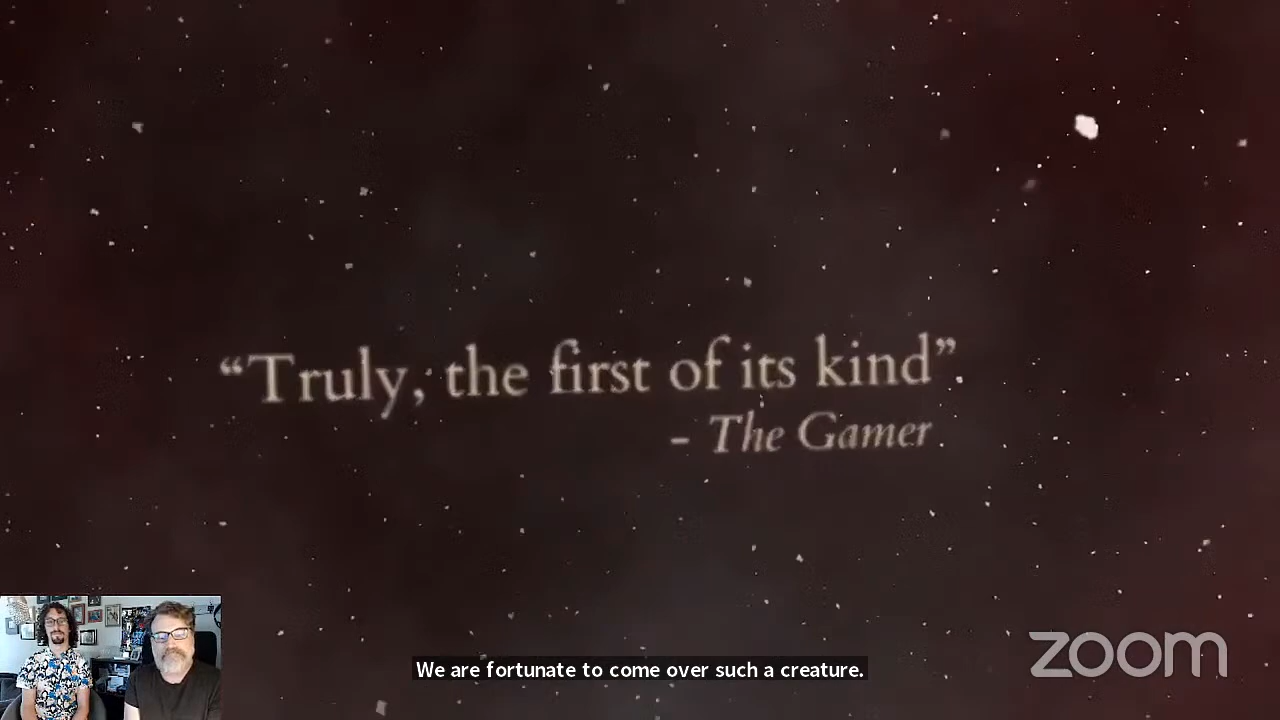 “Truly, the first of its kind”
- The Gamer
We are fortunate to come over such a creature.
zoom